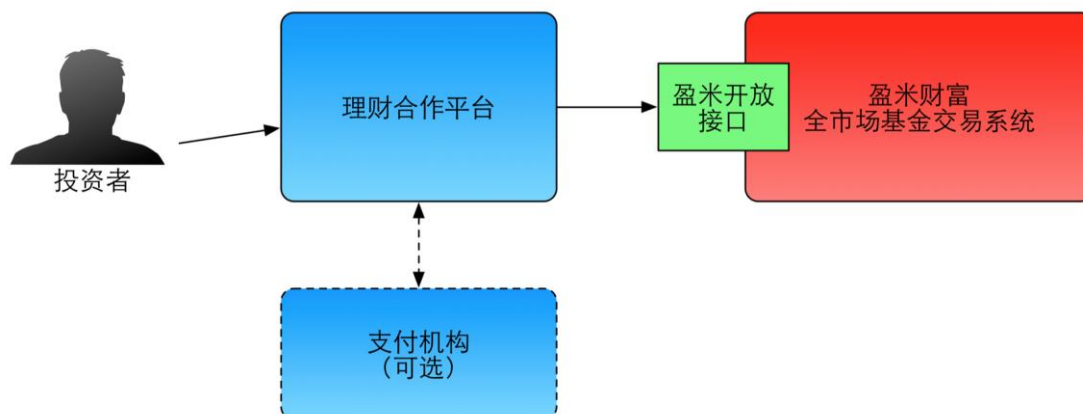 投资者
理财合作平台
盈米开放
接口
盈米财富
全市场基金交易系统
支付机构
（可选）